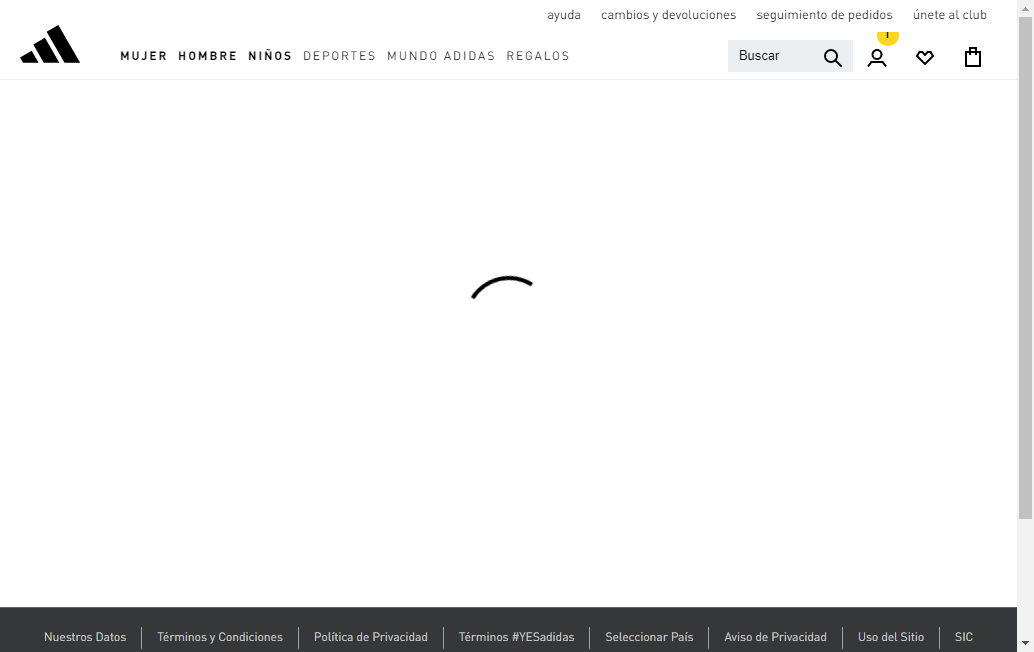 ayuda cambios y devoluciones seguimiento de pedidos únete al club
MUJER HOMBRE NIÑOS DEPORTES MUNDO ADIDAS REGALOS
Buscar
1
Nuestros Datos Términos y Condiciones Política de Privacidad Términos #YESadidas Seleccionar País Aviso de Privacidad Uso del Sitio SIC